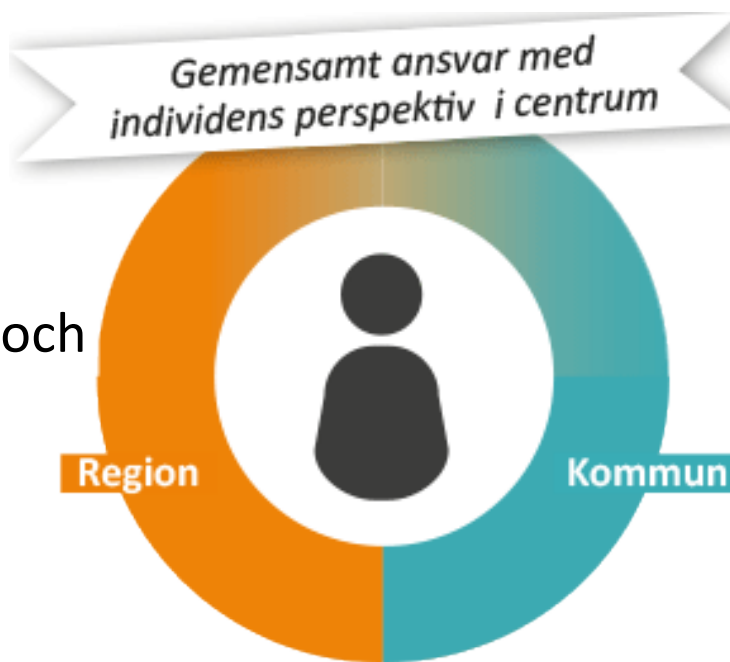 Gemensamt ansvar med
individens perspektiv i centrum
och
Region
Kommun